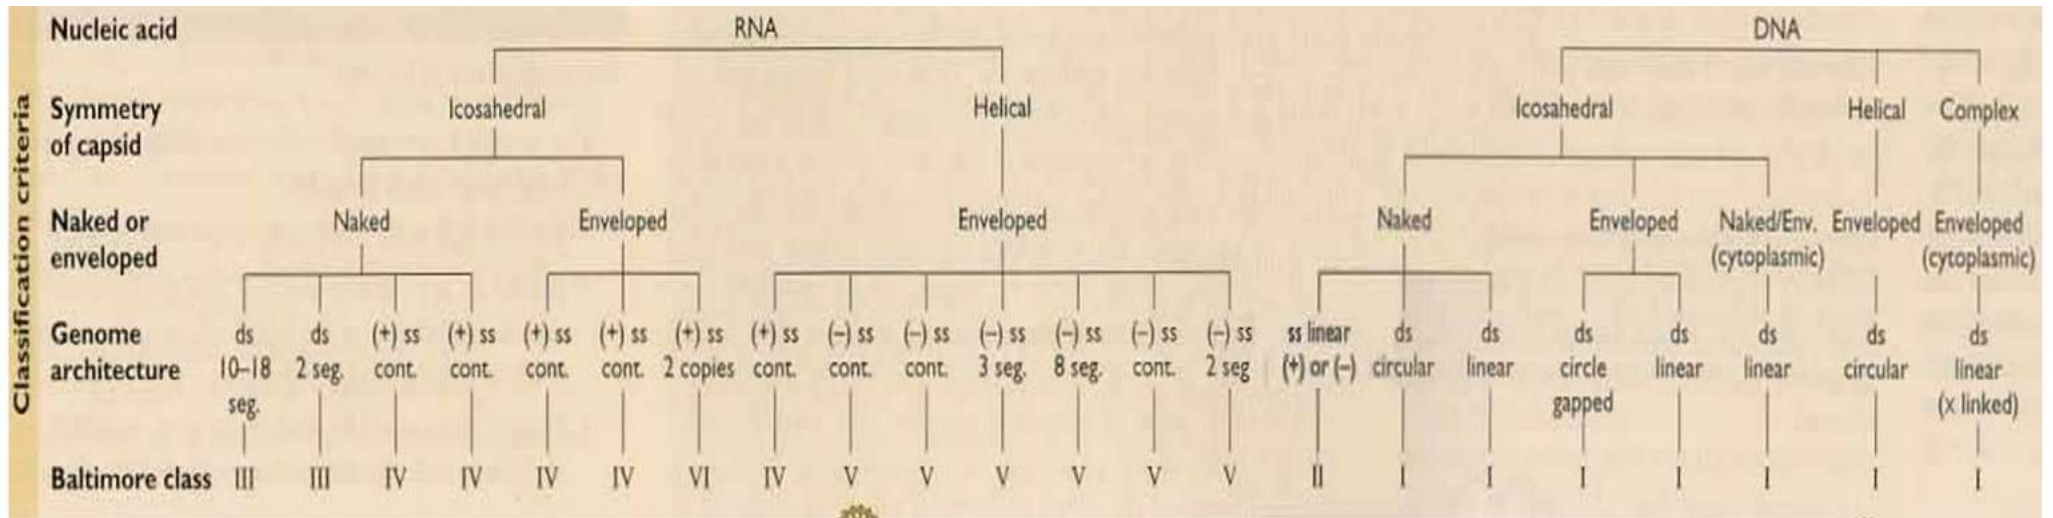 Classification criteria
Nucleic acid RNA DNA
Symmetry Icosahedral Helical Icosahedral Helical Complex
of capsid
Naked or Naked Enveloped Enveloped Naked Enveloped Naked/Env. Enveloped Enveloped
enveloped (cytoplasmic) (cytoplasmic)
Genome ds ds (+) ss (+) ss (+) ss (+) ss (+) ss (+) ss (–) ss (–) ss (–) ss (–) ss (–) ss (–) ss ss linear ds ds ds ds ds ds ds
architecture 10–18 2 seg. cont. cont. cont. cont. 2 copies cont. cont. cont. 3 seg. 8 seg. cont. 2 seg (+) or (–) circular linear circle linear linear circular linear
seg. gapped (x linked)
Baltimore class III III IV IV IV IV VI IV V V V V V V II I I I I I I I